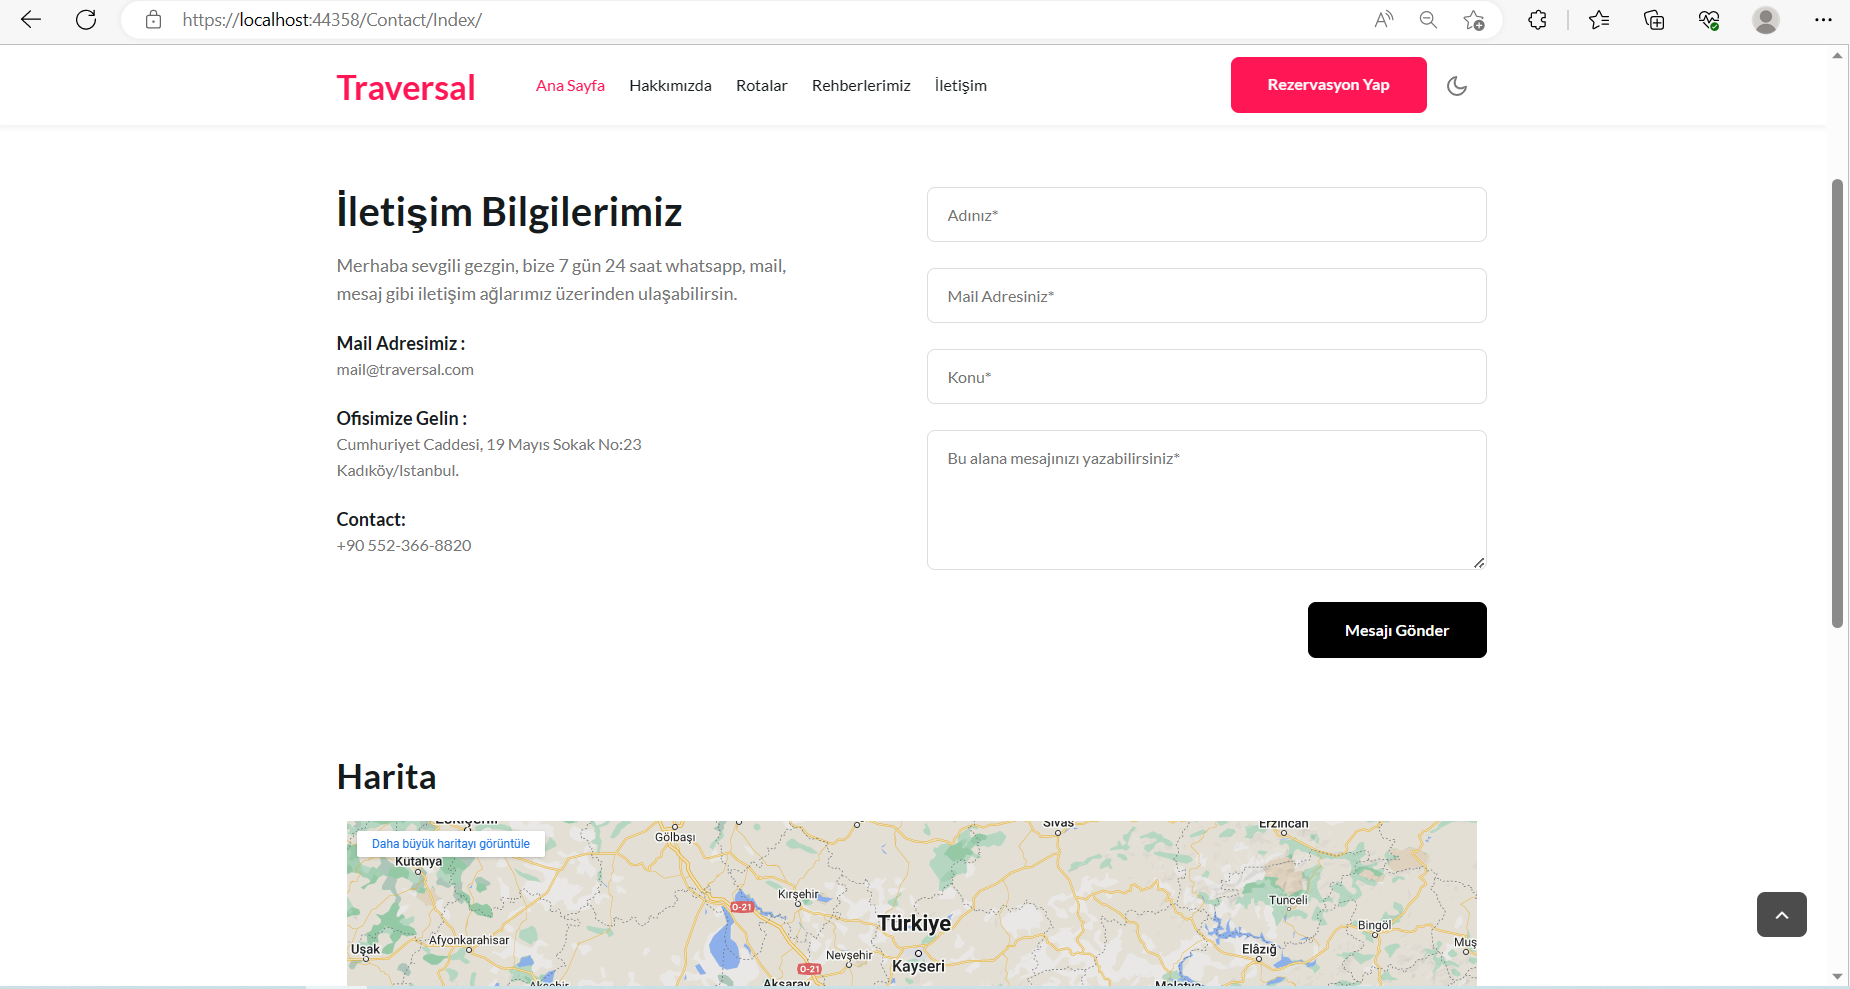 https://localhost:44358/Contact/Index/
Traversal
Ana Sayfa
Hakkımızda
Rotalar
Rehberlerimiz
İletişim
Rezervasyon Yap
İletişim Bilgilerimiz
Merhaba sevgili gezgin, bize 7 gün 24 saat whatsapp, mail,
mesaj gibi iletişim ağlarımız üzerinden ulaşabilirsin.
Mail Adresimiz :
mail@traversal.com
Ofisimize Gelin :
Cumhuriyet Caddesi, 19 Mayıs Sokak No:23
Kadıköy/Istanbul.
Contact:
+90 552-366-8820
Adınız*
Mail Adresiniz*
Konu*
Bu alana mesajınızı yazabilirsiniz*
Mesajı Gönder
Harita
Eskişehir
Gölbaşı
Sivas
Erzincan
Daha büyük haritayı görüntüle
Kütahya
Kırşehir
O-21
Tunceli
Türkiye
Bingöl
Uşak
Afyonkarahisar
Nevşehir
Elâzığ
Muş
O-21
Kayseri
Akşehir
Aksaray
Malatya